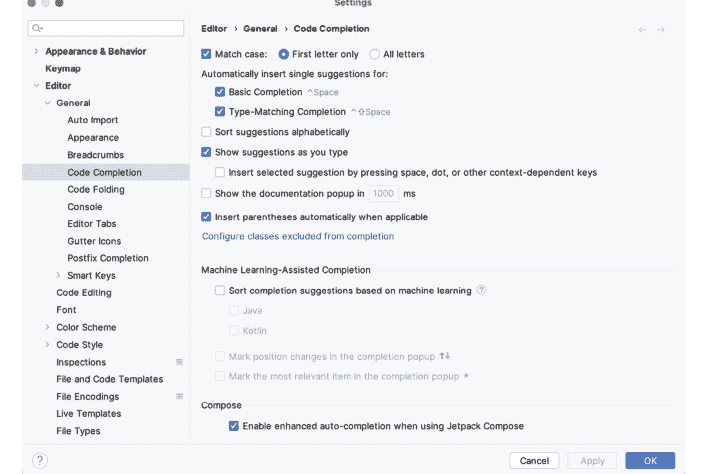 Settings
Editor › General › Code Completion
Appearance & Behavior
Keymap
Editor
General
Auto Import
Appearance
Breadcrumbs
Code Completion
Code Folding
Console
Editor Tabs
Gutter Icons
Postfix Completion
Smart Keys
Code Editing
Font
Color Scheme
Code Style
Inspections
File and Code Templates
File Encodings
Live Templates
File Types
Match case: First letter only All letters
Automatically insert single suggestions for:
Basic Completion ^Space
Type-Matching Completion ^⇧Space
Sort suggestions alphabetically
Show suggestions as you type
Insert selected suggestion by pressing space, dot, or other context-dependent keys
Show the documentation popup in 1000 ms
Insert parentheses automatically when applicable
Configure classes excluded from completion
Machine Learning-Assisted Completion
Sort completion suggestions based on machine learning ?
Java
Kotlin
Mark position changes in the completion popup ↑↓
Mark the most relevant item in the completion popup ★
Compose
Enable enhanced auto-completion when using Jetpack Compose
? Cancel Apply OK